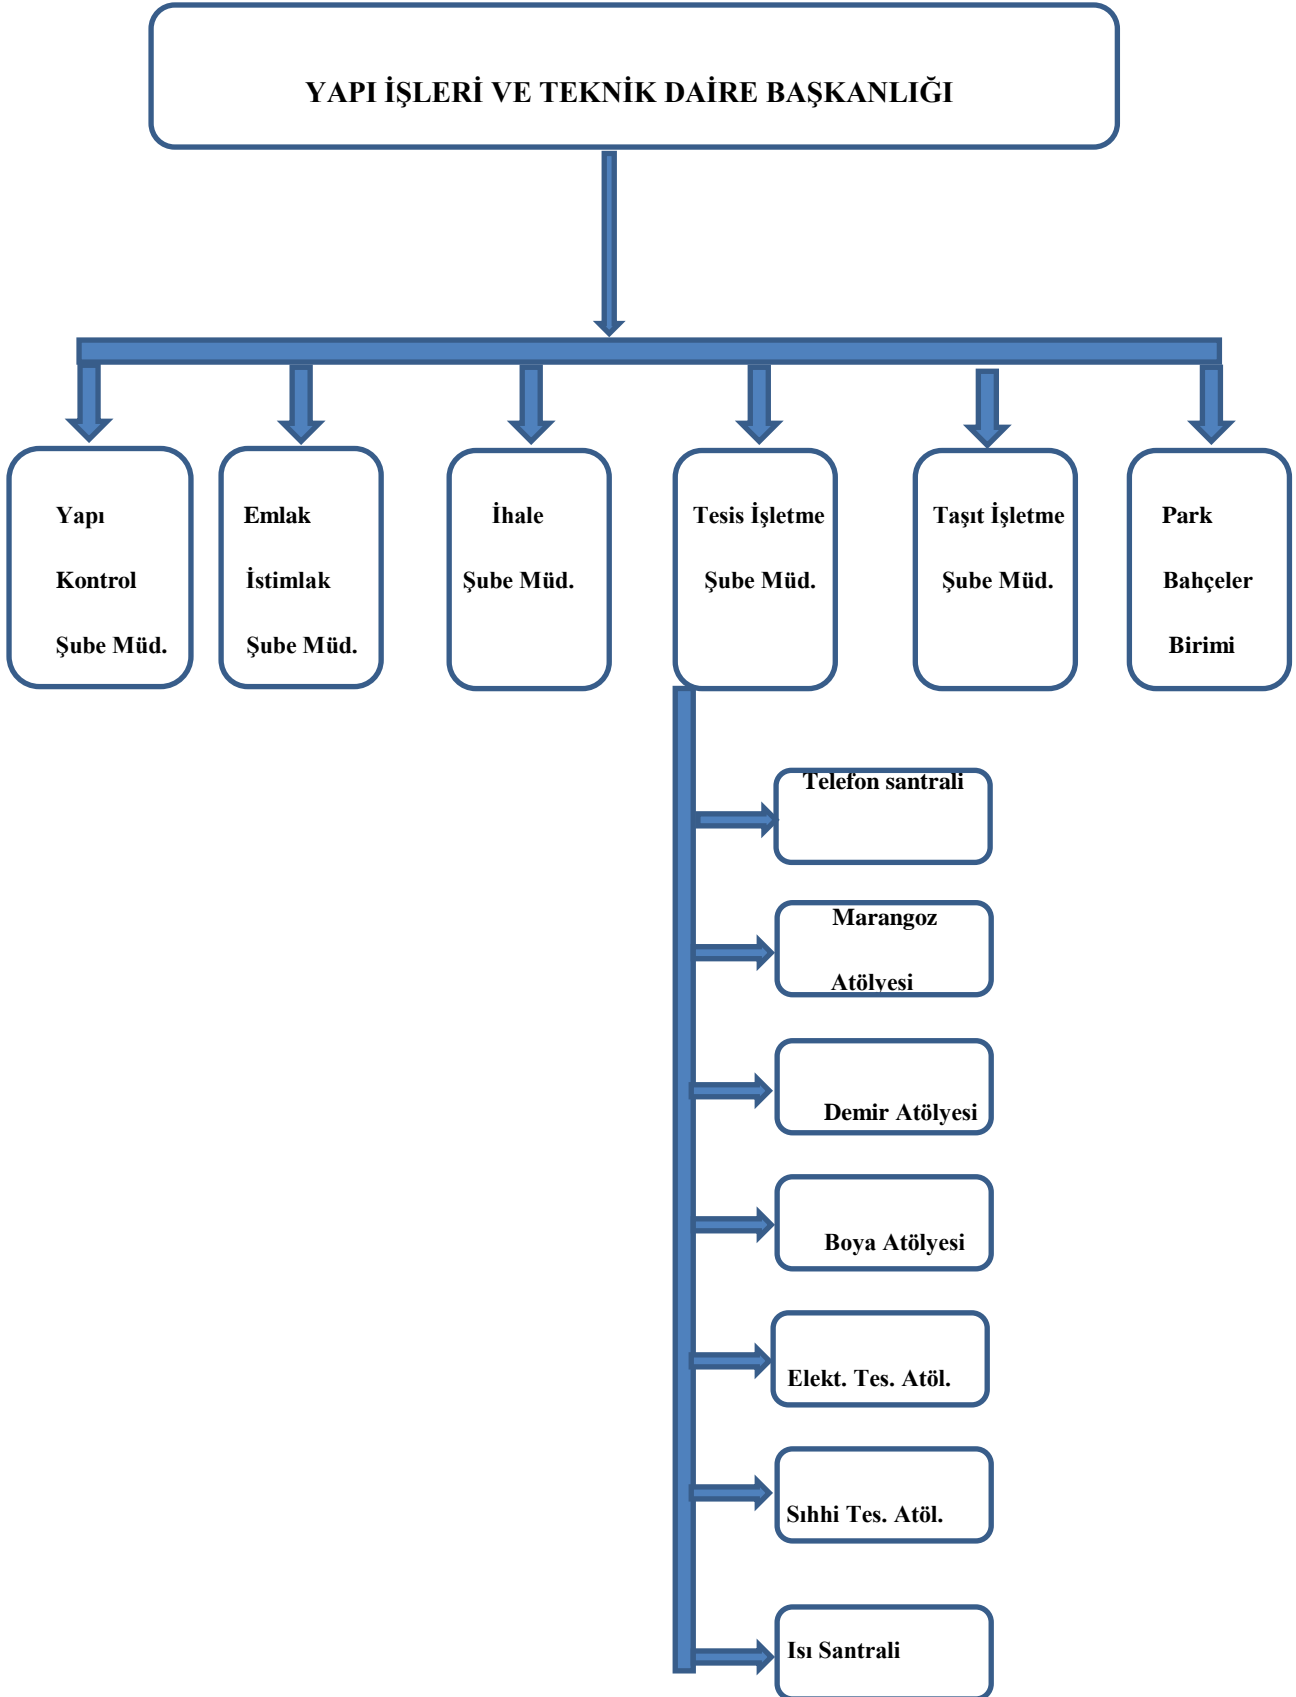 YAPI İŞLERİ VE TEKNİK DAİRE BAŞKANLIĞI
Yapı
Kontrol
Şube Müd.
Emlak
İstimlak
Şube Müd.
İhale
Şube Müd.
Tesis İşletme
Şube Müd.
Taşıt İşletme
Şube Müd.
Park
Bahçeler
Birimi
Telefon santrali
Marangoz
Atölyesi
Demir Atölyesi
Boya Atölyesi
Elekt. Tes. Atöl.
Sıhhi Tes. Atöl.
Isı Santrali